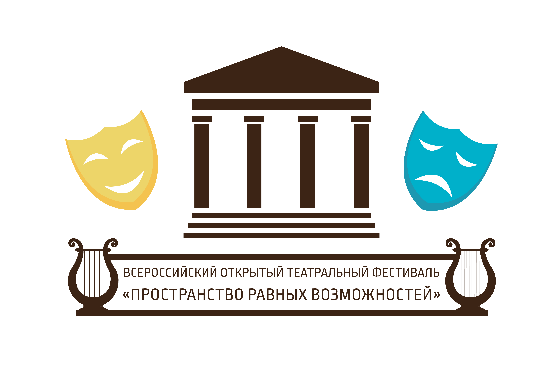 ВСЕРОССИЙСКИЙ ОТКРЫТЫЙ ТЕАТРАЛЬНЫЙ ФЕСТИВАЛЬ
«ПРОСТРАНСТВО РАВНЫХ ВОЗМОЖНОСТЕЙ»